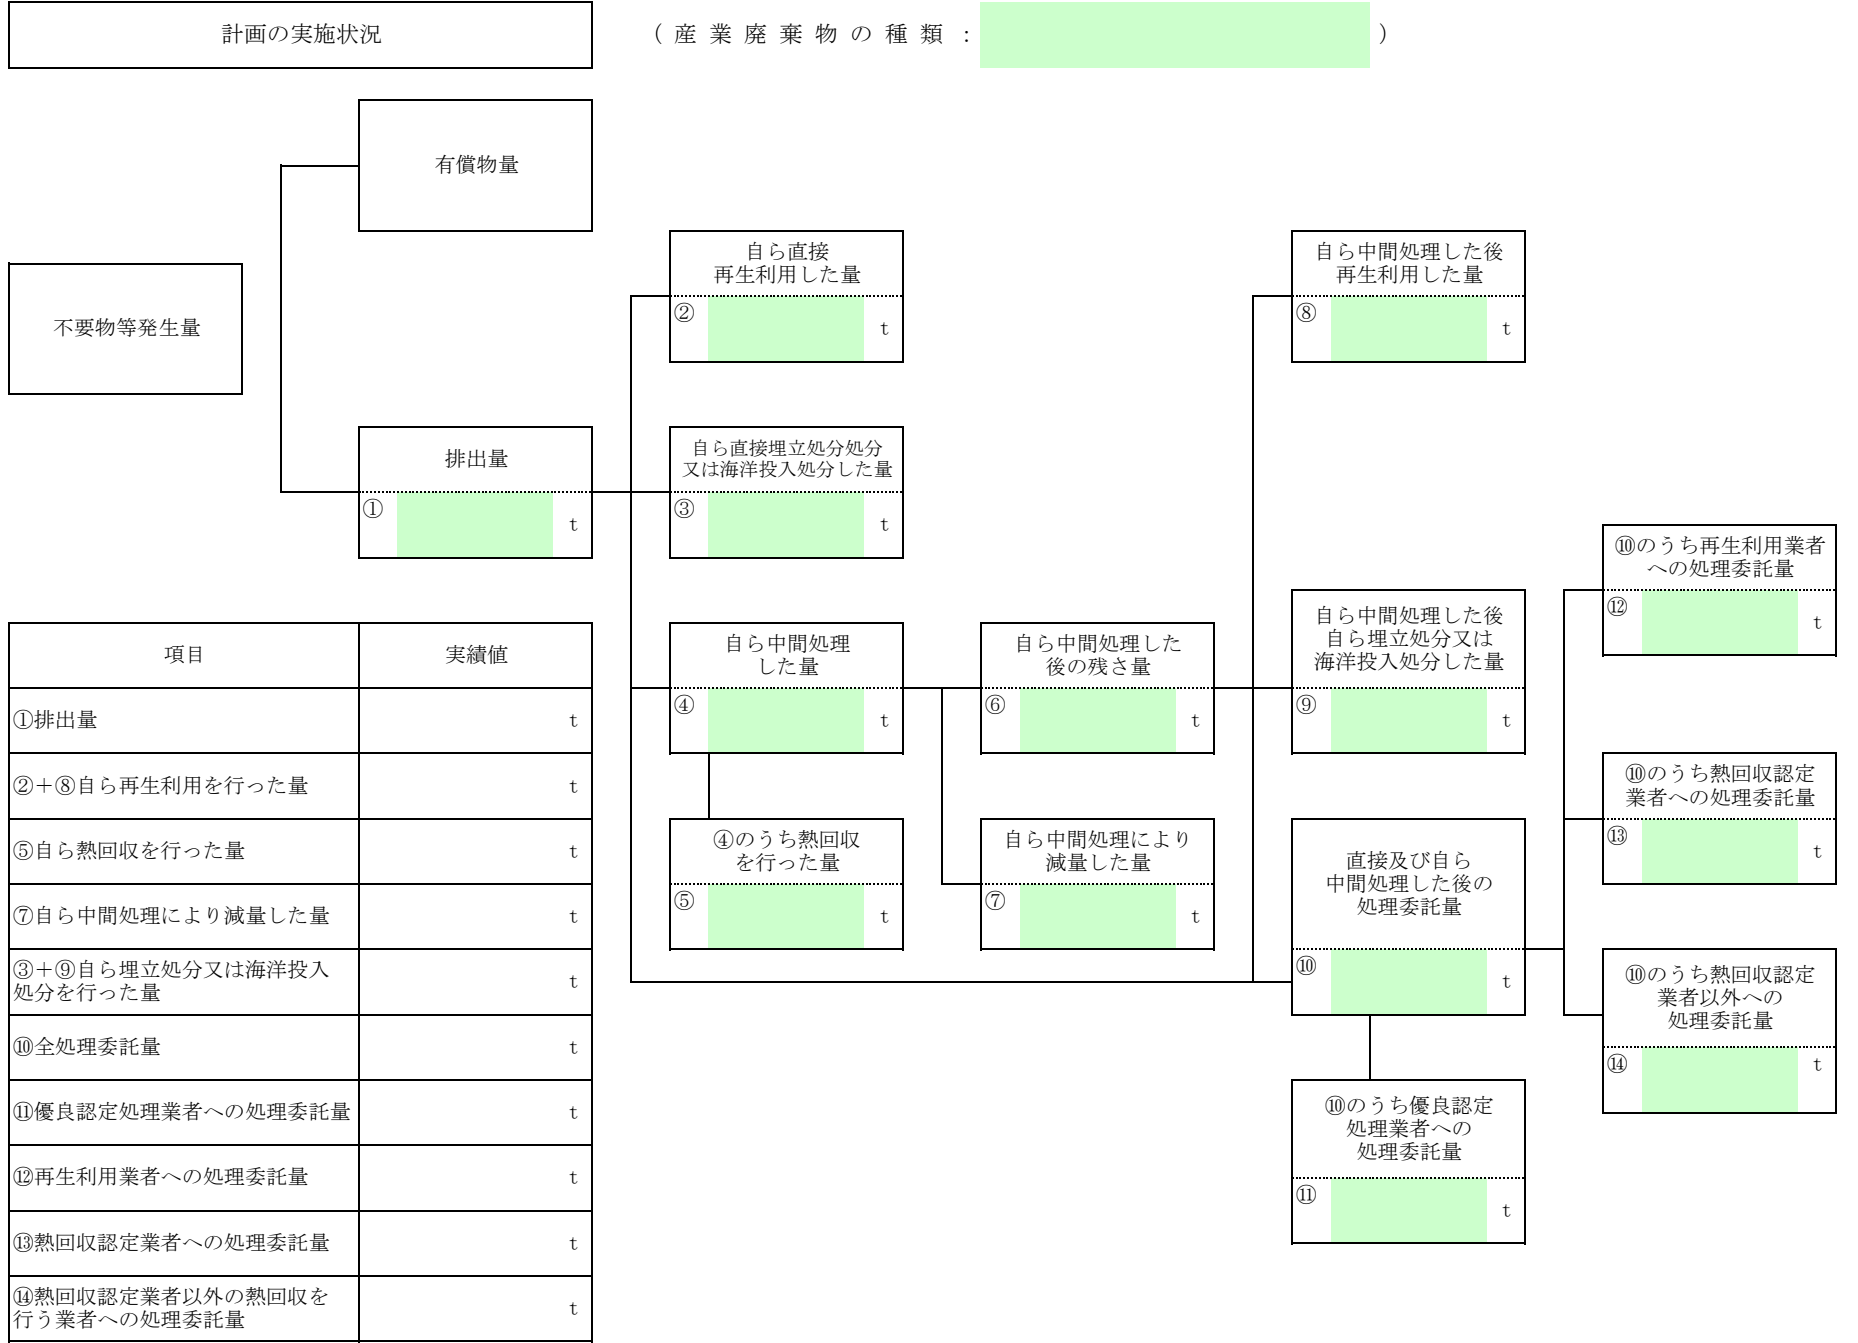 計画の実施状況
（産業廃棄物の種類：　）
有償物量
不要物等発生量
自ら直接
再生利用した量
②
t
自ら中間処理した後
再生利用した量
⑧
t
排出量
①
t
自ら直接埋立処分処分
又は海洋投入処分した量
③
t
⑩のうち再生利用業者
への処理委託量
⑫
t
自ら中間処理
した量
④
t
自ら中間処理した
後の残さ量
⑥
t
自ら中間処理した後
自ら埋立処分又は
海洋投入処分した量
⑨
t
⑩のうち熱回収認定
業者への処理委託量
⑬
t
④のうち熱回収
を行った量
⑤
t
自ら中間処理により
減量した量
⑦
t
直接及び自ら
中間処理した後の
処理委託量
⑩
t
⑩のうち熱回収認定
業者以外への
処理委託量
⑭
t
⑩のうち優良認定
処理業者への
処理委託量
⑪
t
項目 実績値
①排出量 t
②＋⑧自ら再生利用を行った量 t
⑤自ら熱回収を行った量 t
⑦自ら中間処理により減量した量 t
③＋⑨自ら埋立処分又は海洋投入
処分を行った量 t
⑩全処理委託量 t
⑪優良認定処理業者への処理委託量 t
⑫再生利用業者への処理委託量 t
⑬熱回収認定業者への処理委託量 t
⑭熱回収認定業者以外の熱回収を
行う業者への処理委託量 t